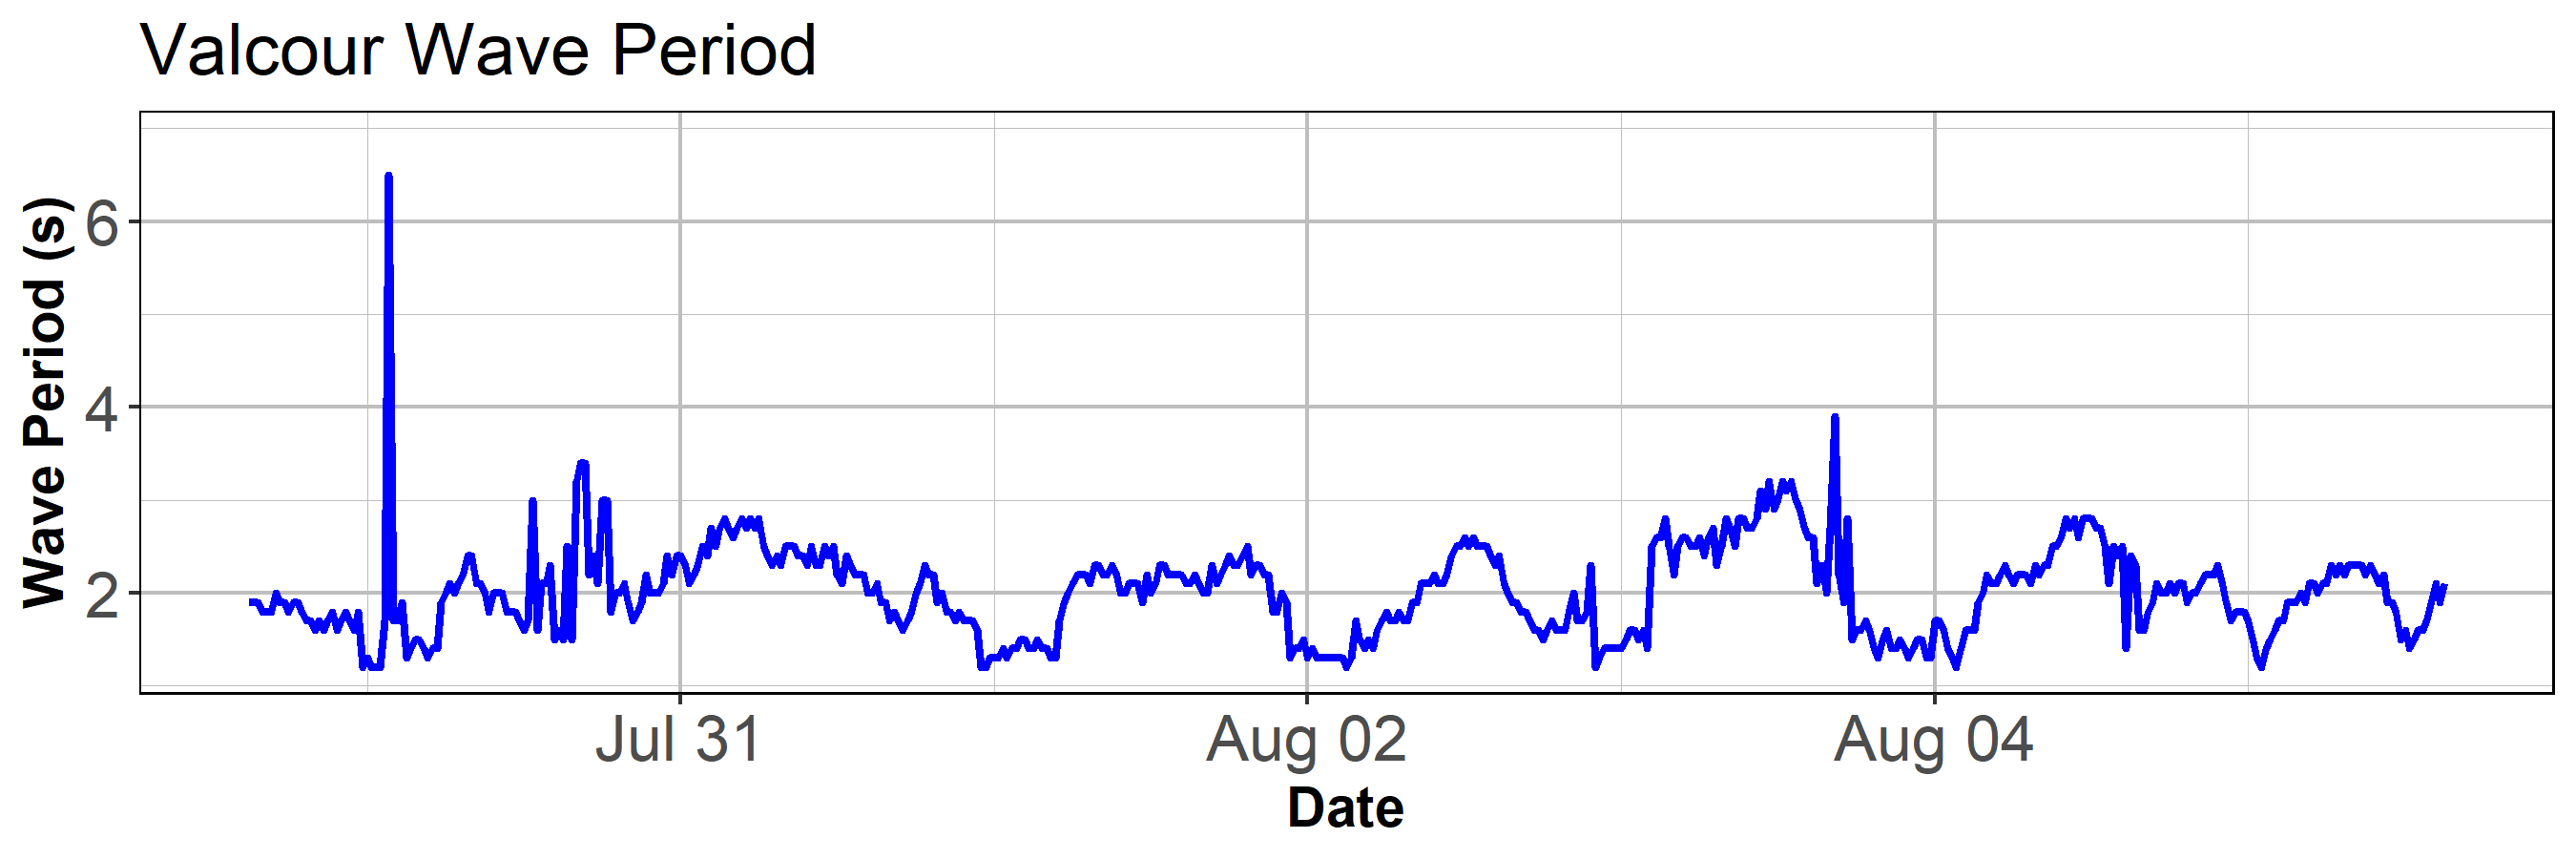 Valcour Wave Period
Wave Period (s)
6
4
2
Jul 31
Aug 02
Aug 04
Date